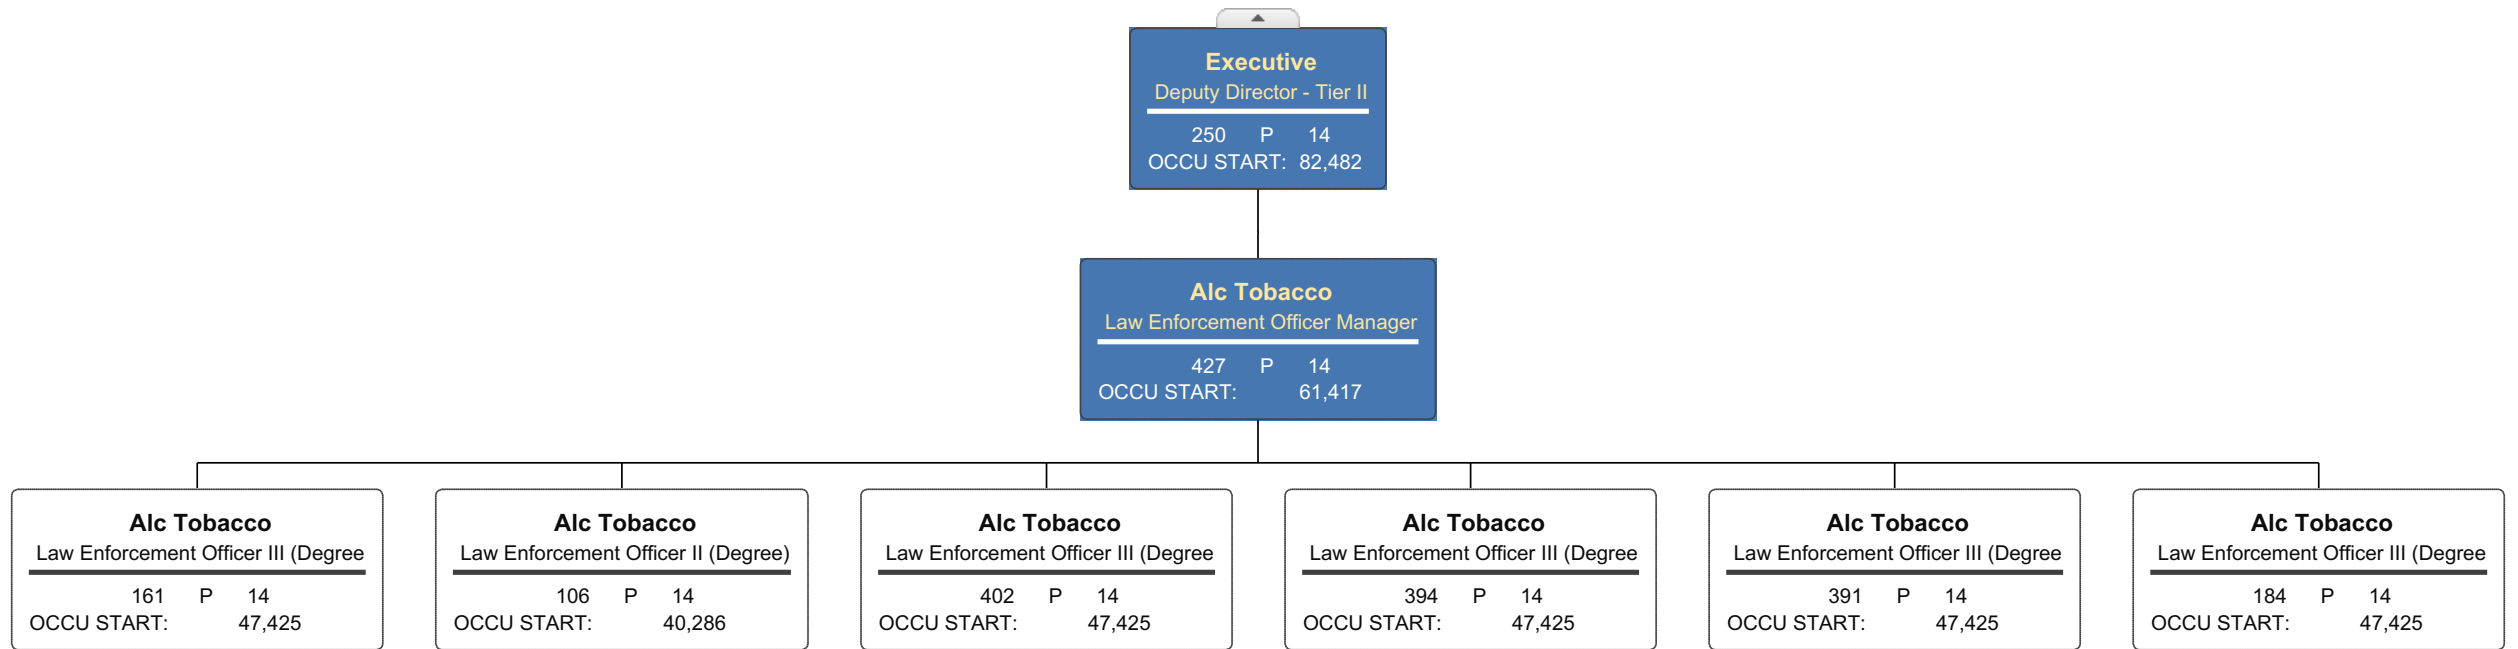 Executive
Deputy Director - Tier II
250 P 14
OCCU START: 82,482
Alc Tobacco
Law Enforcement Officer Manager
427 P 14
OCCU START: 61,417
Alc Tobacco
Law Enforcement Officer III (Degree
161 P 14
OCCU START: 47,425
Alc Tobacco
Law Enforcement Officer II (Degree)
106 P 14
OCCU START: 40,286
Alc Tobacco
Law Enforcement Officer III (Degree
402 P 14
OCCU START: 47,425
Alc Tobacco
Law Enforcement Officer III (Degree
394 P 14
OCCU START: 47,425
Alc Tobacco
Law Enforcement Officer III (Degree
391 P 14
OCCU START: 47,425
Alc Tobacco
Law Enforcement Officer III (Degree
184 P 14
OCCU START: 47,425